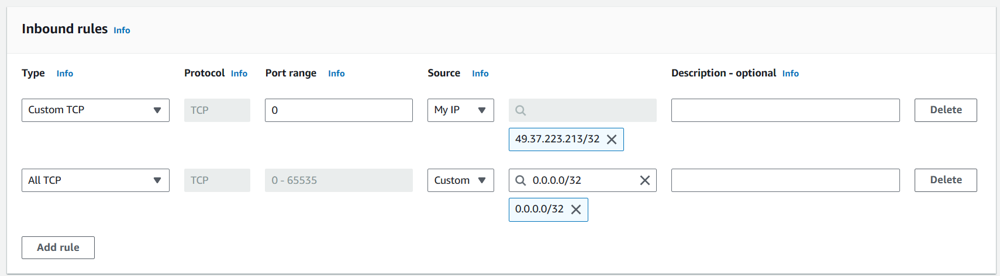 Inbound rules Info
Type Info Protocol Info Port range Info Source Info Description - optional Info
Custom TCP TCP 0 My IP Delete
49.37.223.213/32
All TCP TCP 0 - 65535 Custom 0.0.0.0/32 Delete
0.0.0.0/32
Add rule